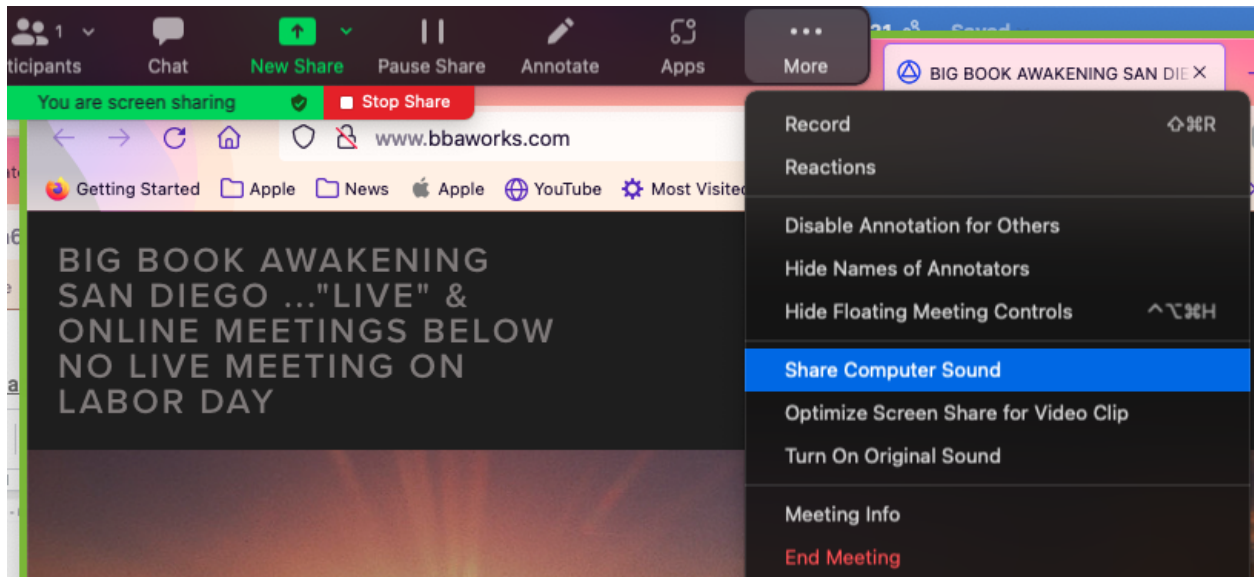 1
21 Saved
ticipants Chat New Share Pause Share Annotate Apps More
BIG BOOK AWAKENING SAN DIE
You are screen sharing Stop Share
www.bbaworks.com
Getting Started Apple News Apple YouTube Most Visited
BIG BOOK AWAKENING
SAN DIEGO ..."LIVE" &
ONLINE MEETINGS BELOW
NO LIVE MEETING ON
LABOR DAY
Record ⇧⌘R
Reactions
Disable Annotation for Others
Hide Names of Annotators
Hide Floating Meeting Controls ^⌥⌘H
Share Computer Sound
Optimize Screen Share for Video Clip
Turn On Original Sound
Meeting Info
End Meeting